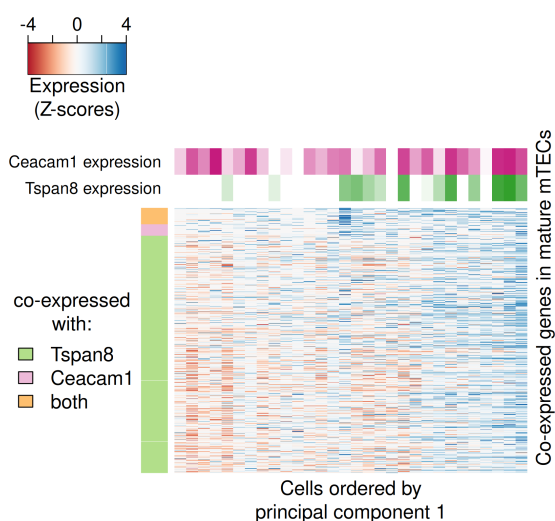 -4 0 4
Expression
(Z-scores)
Ceacam1 expression
Tspan8 expression
co-expressed
with:
Tspan8
Ceacam1
both
Co-expressed genes in mature mTECs
Cells ordered by
principal component 1